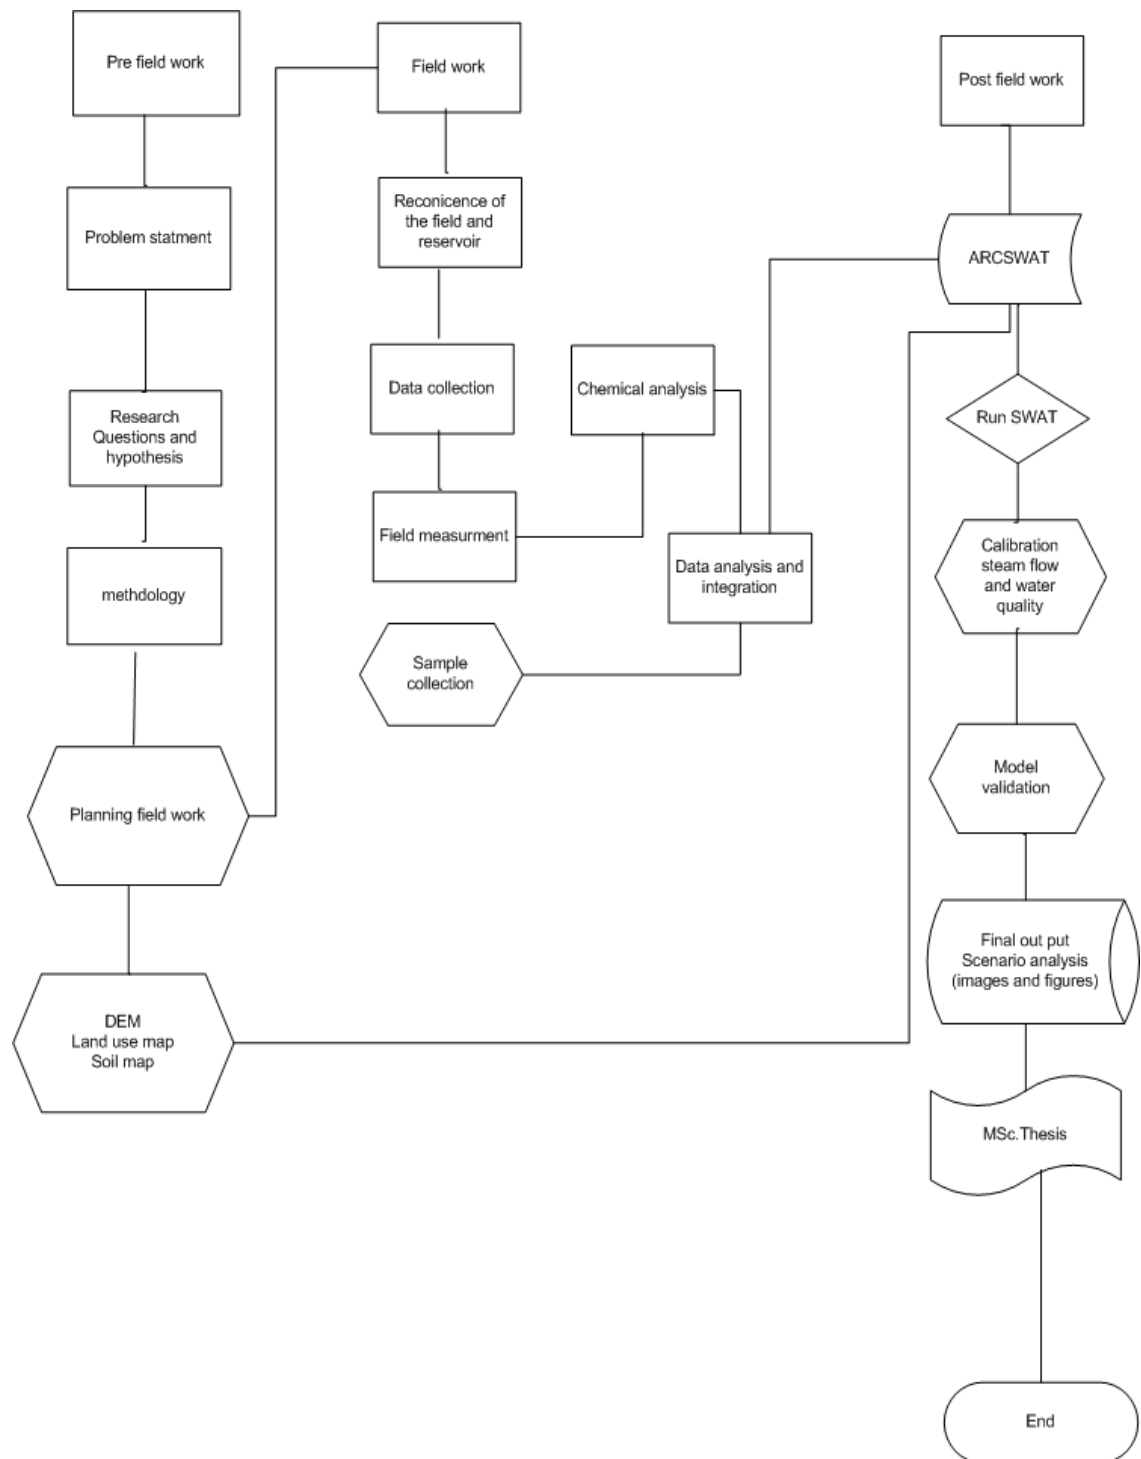 Pre field work
Problem statment
Research
Questions and
hypothesis
methdology
Planning field work
DEM
Land use map
Soil map
Field work
Reconicence of
the field and
reservoir
Data collection
Field measurment
Sample
collection
Chemical analysis
Data analysis and
integration
Post field work
ARCSWAT
Run SWAT
Calibration
steam flow
and water
quality
Model
validation
Final out put
Scenario analysis
(images and figures)
MSc.Thesis
End